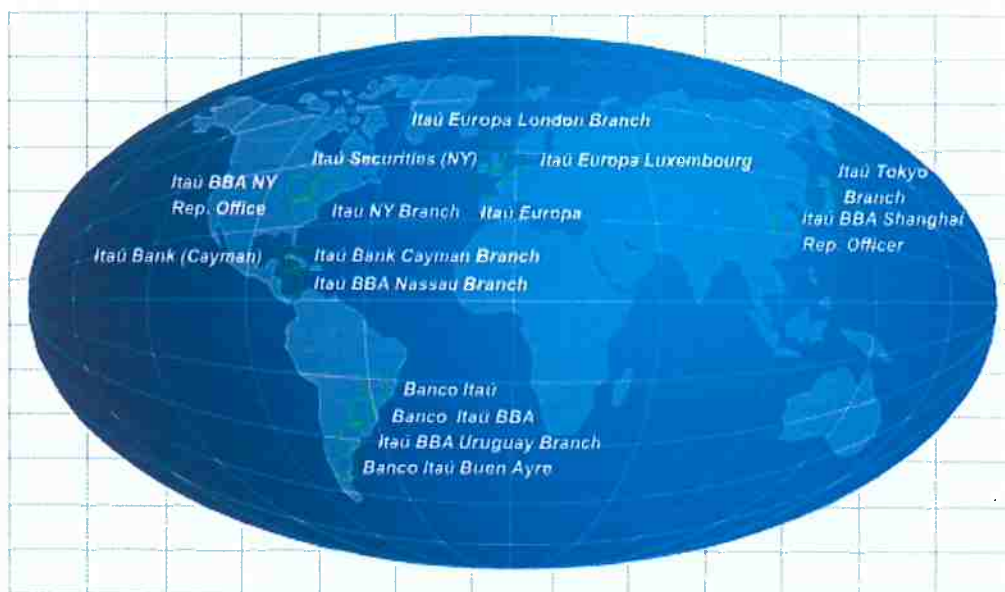 Itaú Europa London Branch
Itaú Securities (NY)
Itaú Europa Luxembourg
Itaú BBA NY
Rep. Office
Itaú NY Branch
Itaú Europa
Itaú Tokyo
Branch
Itaú BBA Shanghai
Rep. Officer
Itaú Bank (Cayman)
Itaú Bank Cayman Branch
Itaú BBA Nassau Branch
Banco Itaú
Banco Itaú BBA
Itaú BBA Uruguay Branch
Banco Itaú Buen Ayre